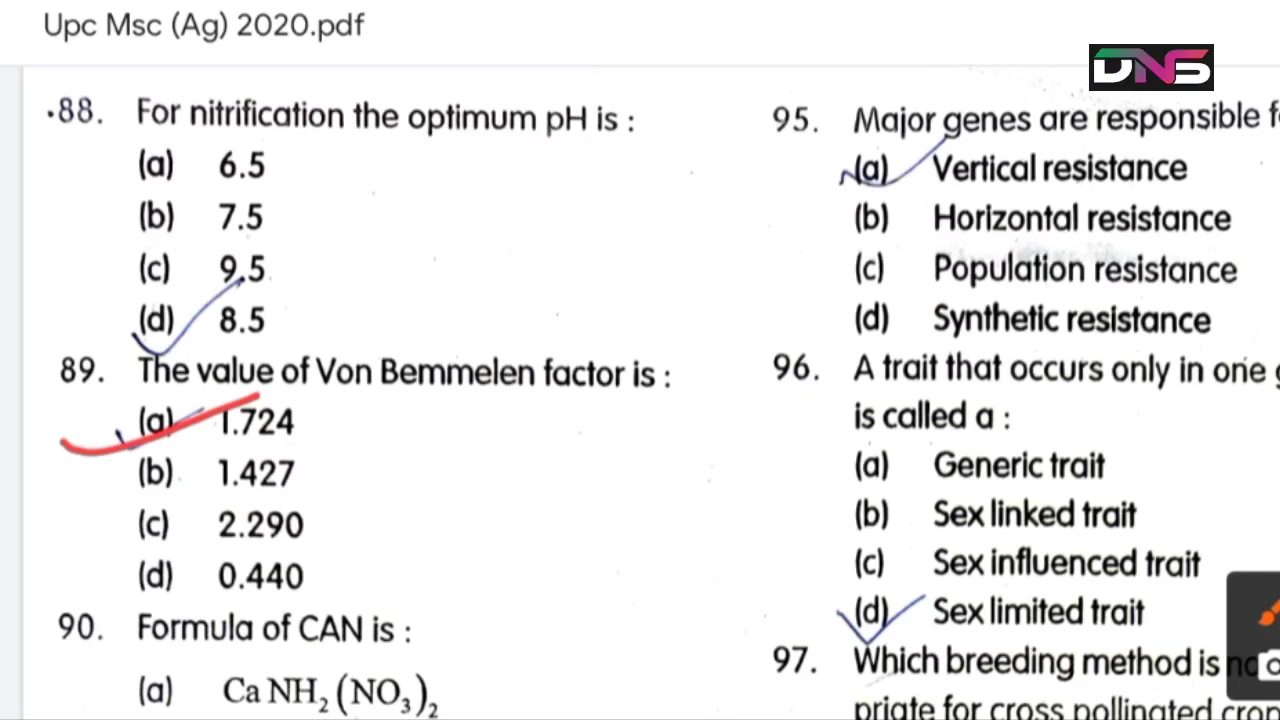 Upc Msc (Ag) 2020.pdf
DNS
88. For nitrification the optimum pH is :
(a) 6.5
(b) 7.5
(c) 9.5
(d) 8.5
89. The value of Von Bemmelen factor is :
(a) 1.724
(b) 1.427
(c) 2.290
(d) 0.440
90. Formula of CAN is :
(a) Ca NH₂ (NO₃)₂
95. Major genes are responsible
(a) Vertical resistance
(b) Horizontal resistance
(c) Population resistance
(d) Synthetic resistance
96. A trait that occurs only in one
is called a :
(a) Generic trait
(b) Sex linked trait
(c) Sex influenced trait
(d) Sex limited trait
97. Which breeding method is
priate for cross pollinated